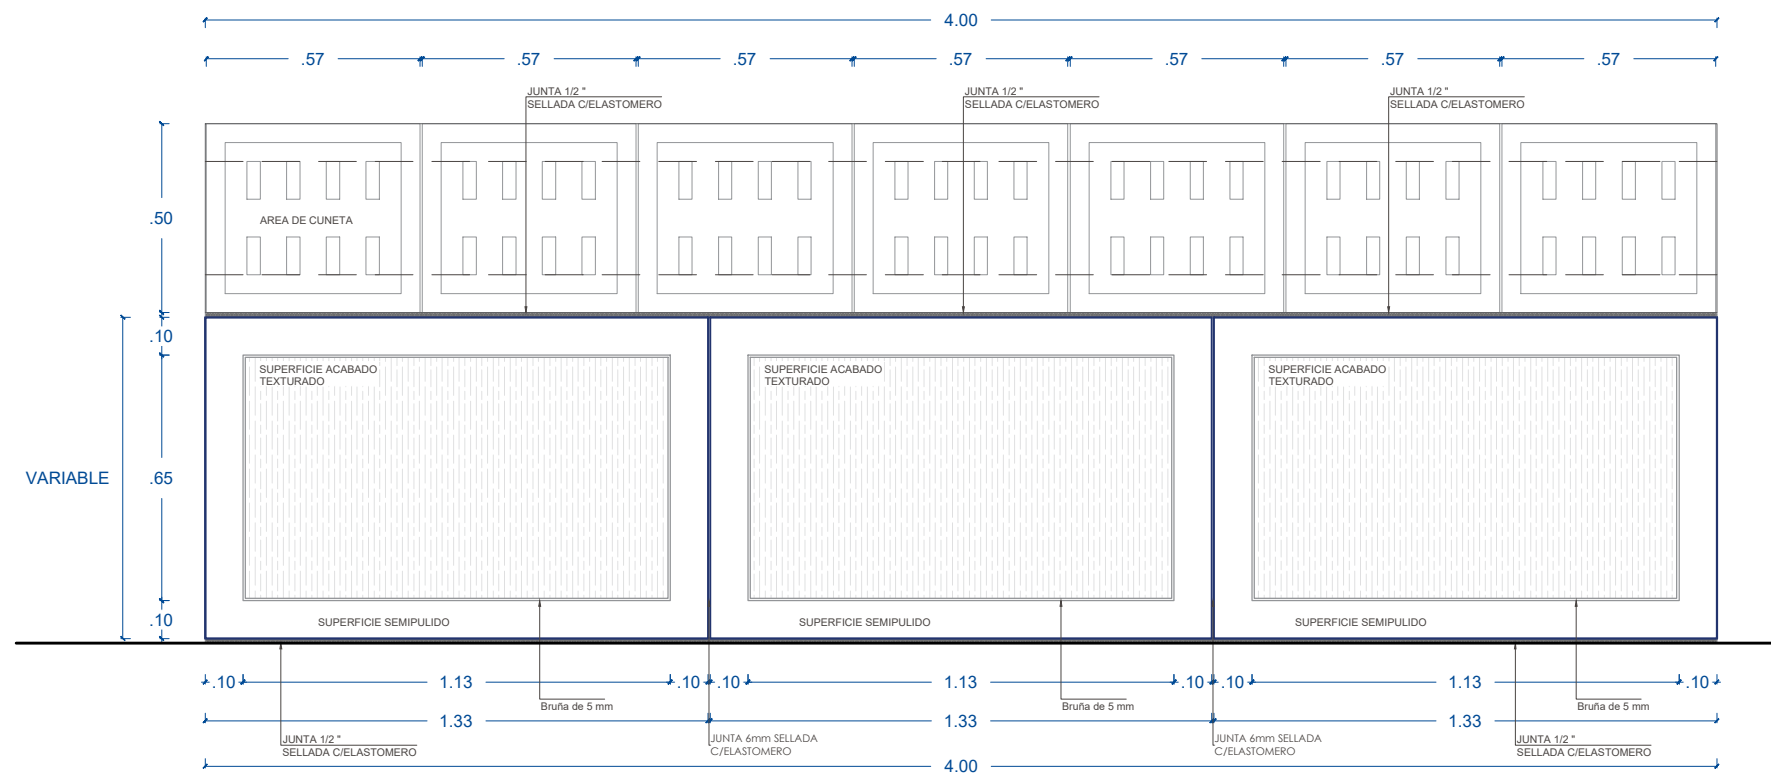 4.00
.57 .57 .57 .57 .57 .57 .57
JUNTA 1/2 "
SELLADA C/ELASTOMERO
JUNTA 1/2 "
SELLADA C/ELASTOMERO
JUNTA 1/2 "
SELLADA C/ELASTOMERO
.50
AREA DE CUNETA
.10
SUPERFICIE ACABADO
TEXTURADO
SUPERFICIE ACABADO
TEXTURADO
SUPERFICIE ACABADO
TEXTURADO
VARIABLE
.65
.10
SUPERFICIE SEMIPULIDO
SUPERFICIE SEMIPULIDO
SUPERFICIE SEMIPULIDO
.10 1.13 .10 .10 1.13 .10 .10 1.13 .10
Bruña de 5 mm
Bruña de 5 mm
Bruña de 5 mm
1.33 1.33 1.33
JUNTA 1/2 "
SELLADA C/ELASTOMERO
JUNTA 6mm SELLADA
C/ELASTOMERO
JUNTA 6mm SELLADA
C/ELASTOMERO
JUNTA 1/2 "
SELLADA C/ELASTOMERO
4.00